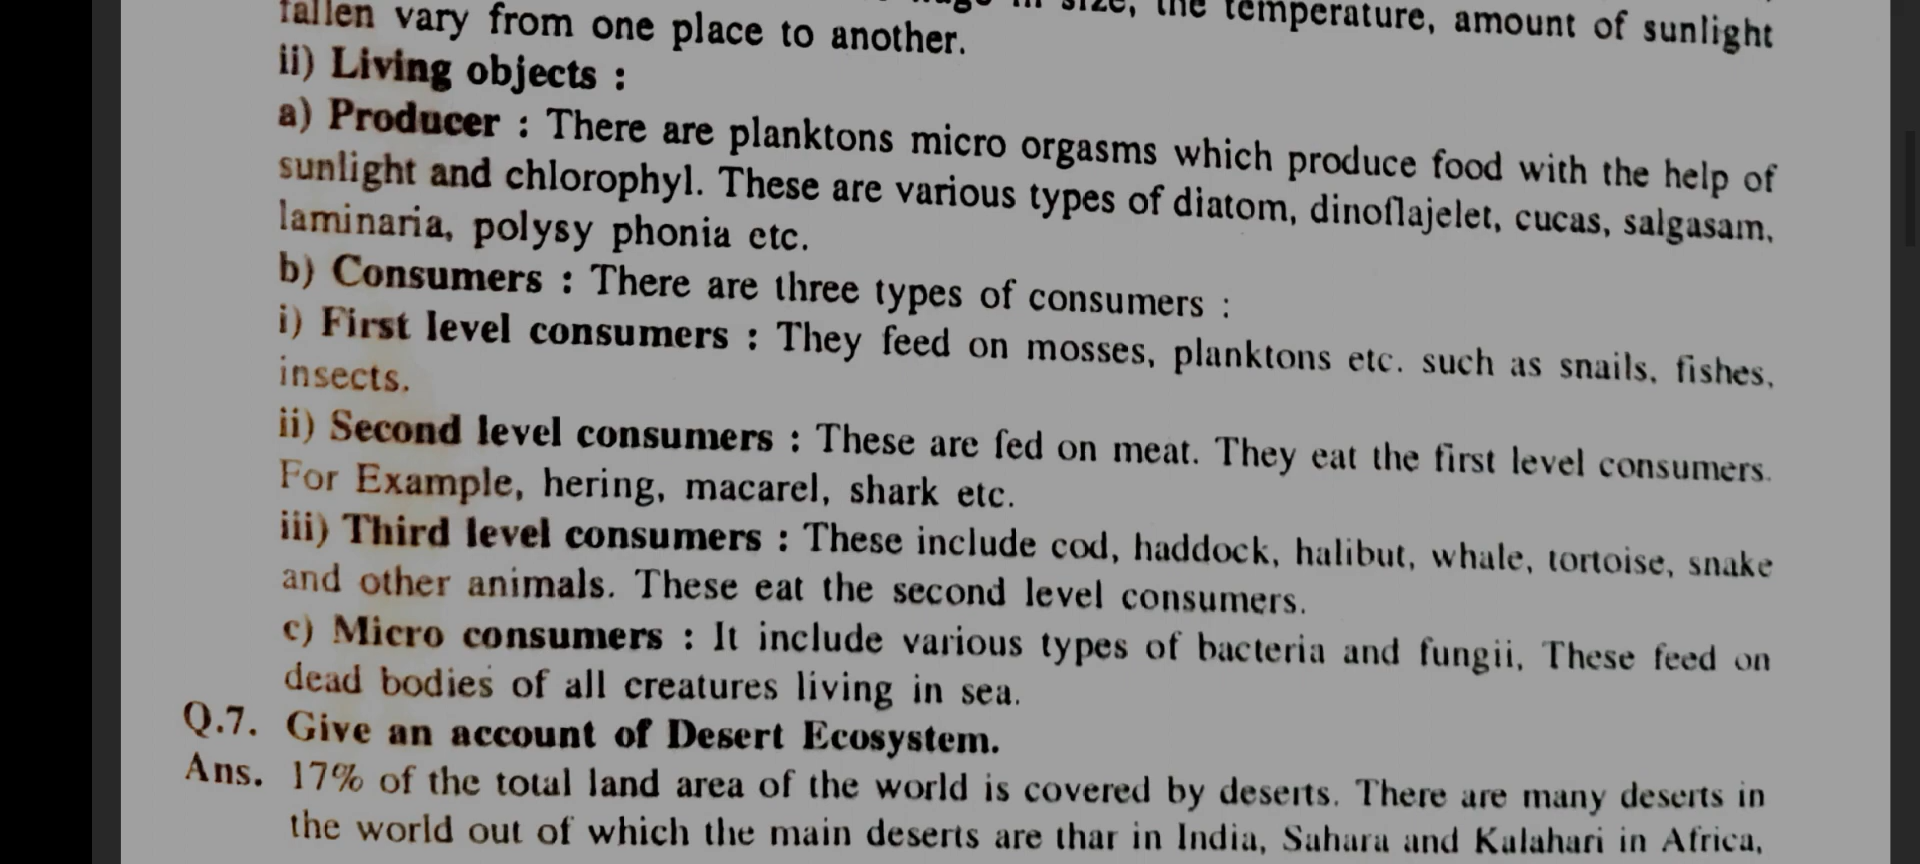 in size, the temperature, amount of sunlight
fallen vary from one place to another.
ii) Living objects :
a) Producer : There are planktons micro orgasms which produce food with the help of
sunlight and chlorophyl. These are various types of diatom, dinoflajelet, cucas, salgasam,
laminaria, polysy phonia etc.
b) Consumers : There are three types of consumers :
i) First level consumers : They feed on mosses, planktons etc. such as snails, fishes,
insects.
ii) Second level consumers : These are fed on meat. They eat the first level consumers.
For Example, hering, macarel, shark etc.
iii) Third level consumers : These include cod, haddock, halibut, whale, tortoise, snake
and other animals. These eat the second level consumers.
c) Micro consumers : It include various types of bacteria and fungii, These feed on
dead bodies of all creatures living in sea.
Q.7. Give an account of Desert Ecosystem.
Ans. 17% of the total land area of the world is covered by deserts. There are many deserts in
the world out of which the main deserts are thar in India, Sahara and Kalahari in Africa,